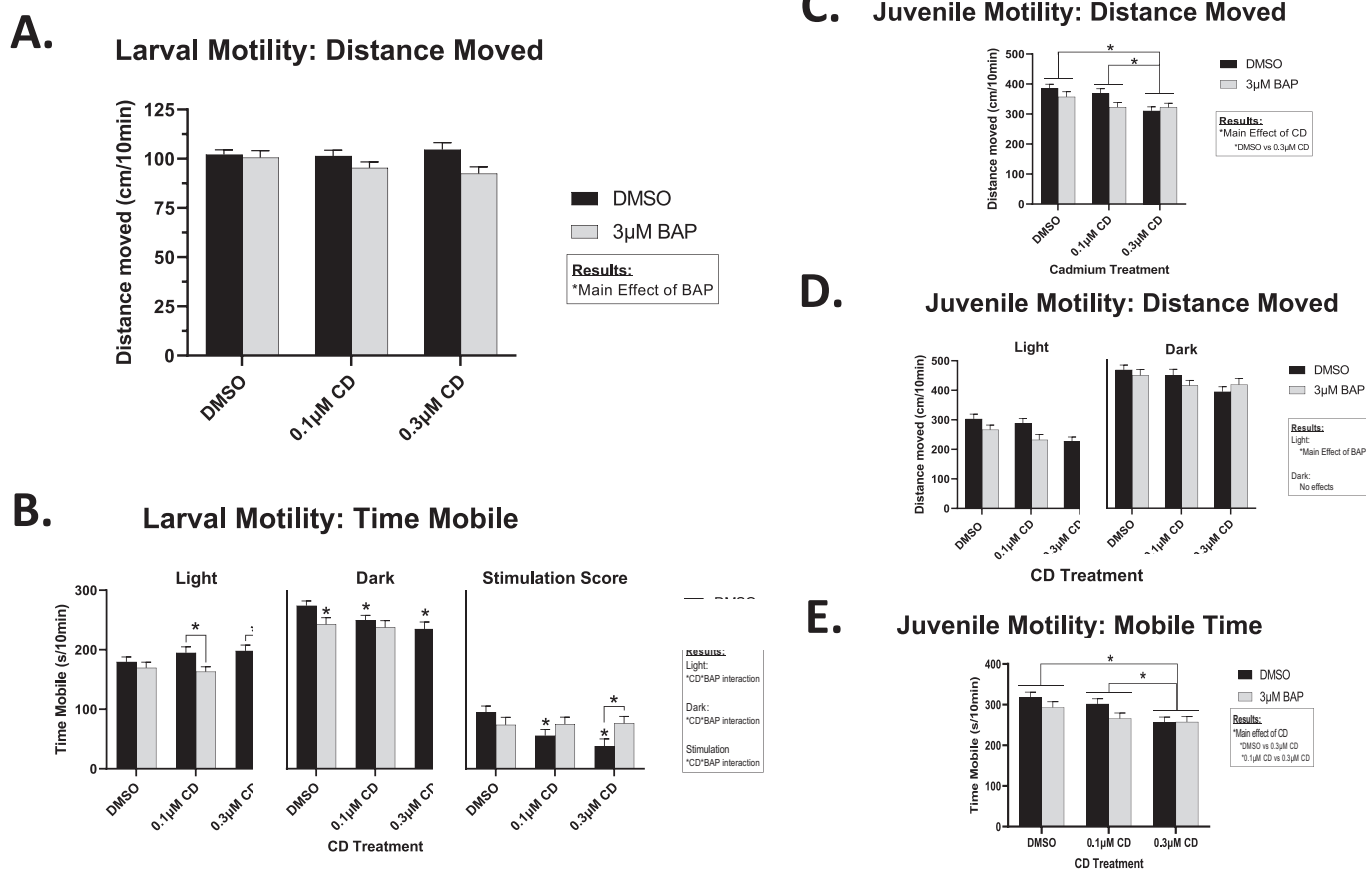 A.
Larval Motility: Distance Moved
Distance moved (cm/10min)
125
100
75
50
25
0
DMSO
0.1µM CD
0.3µM CD
DMSO
3µM BAP
Results:
*Main Effect of BAP
B.
Larval Motility: Time Mobile
Light
Dark
Stimulation Score
Time Mobile (s/10min)
300
200
100
0
*
*
*
*
*
*
*
DMSO
0.1µM CD
0.3µM
DMSO
0.1µM CD
0.3µM
DMSO
0.1µM CD
0.3µM CD
CD Treatment
Results:
Light:
*CD*BAP interaction
Dark:
*CD*BAP interaction
Stimulation
*CD*BAP interaction
C.
Juvenile Motility: Distance Moved
Distance moved (cm/10min)
500
400
300
200
100
0
*
*
DMSO
0.1µM CD
0.3µM CD
Cadmium Treatment
DMSO
3µM BAP
Results:
*Main Effect of CD
*DMSO vs 0.3µM CD
D.
Juvenile Motility: Distance Moved
Light
Dark
Distance moved (cm/10min)
500
400
300
200
100
0
DMSO
0.1µM CD
DMSO
0.1µM CD
0.3µM CD
CD Treatment
DMSO
3µM BAP
Results:
Light:
*Main Effect of BAP
Dark:
No effects
E.
Juvenile Motility: Mobile Time
Time Mobile (s/10min)
400
300
200
100
0
*
*
DMSO
0.1µM CD
0.3µM CD
CD Treatment
DMSO
3µM BAP
Results:
*Main effect of CD
*DMSO vs 0.3µM CD
*0.1µM CD vs 0.3µM CD